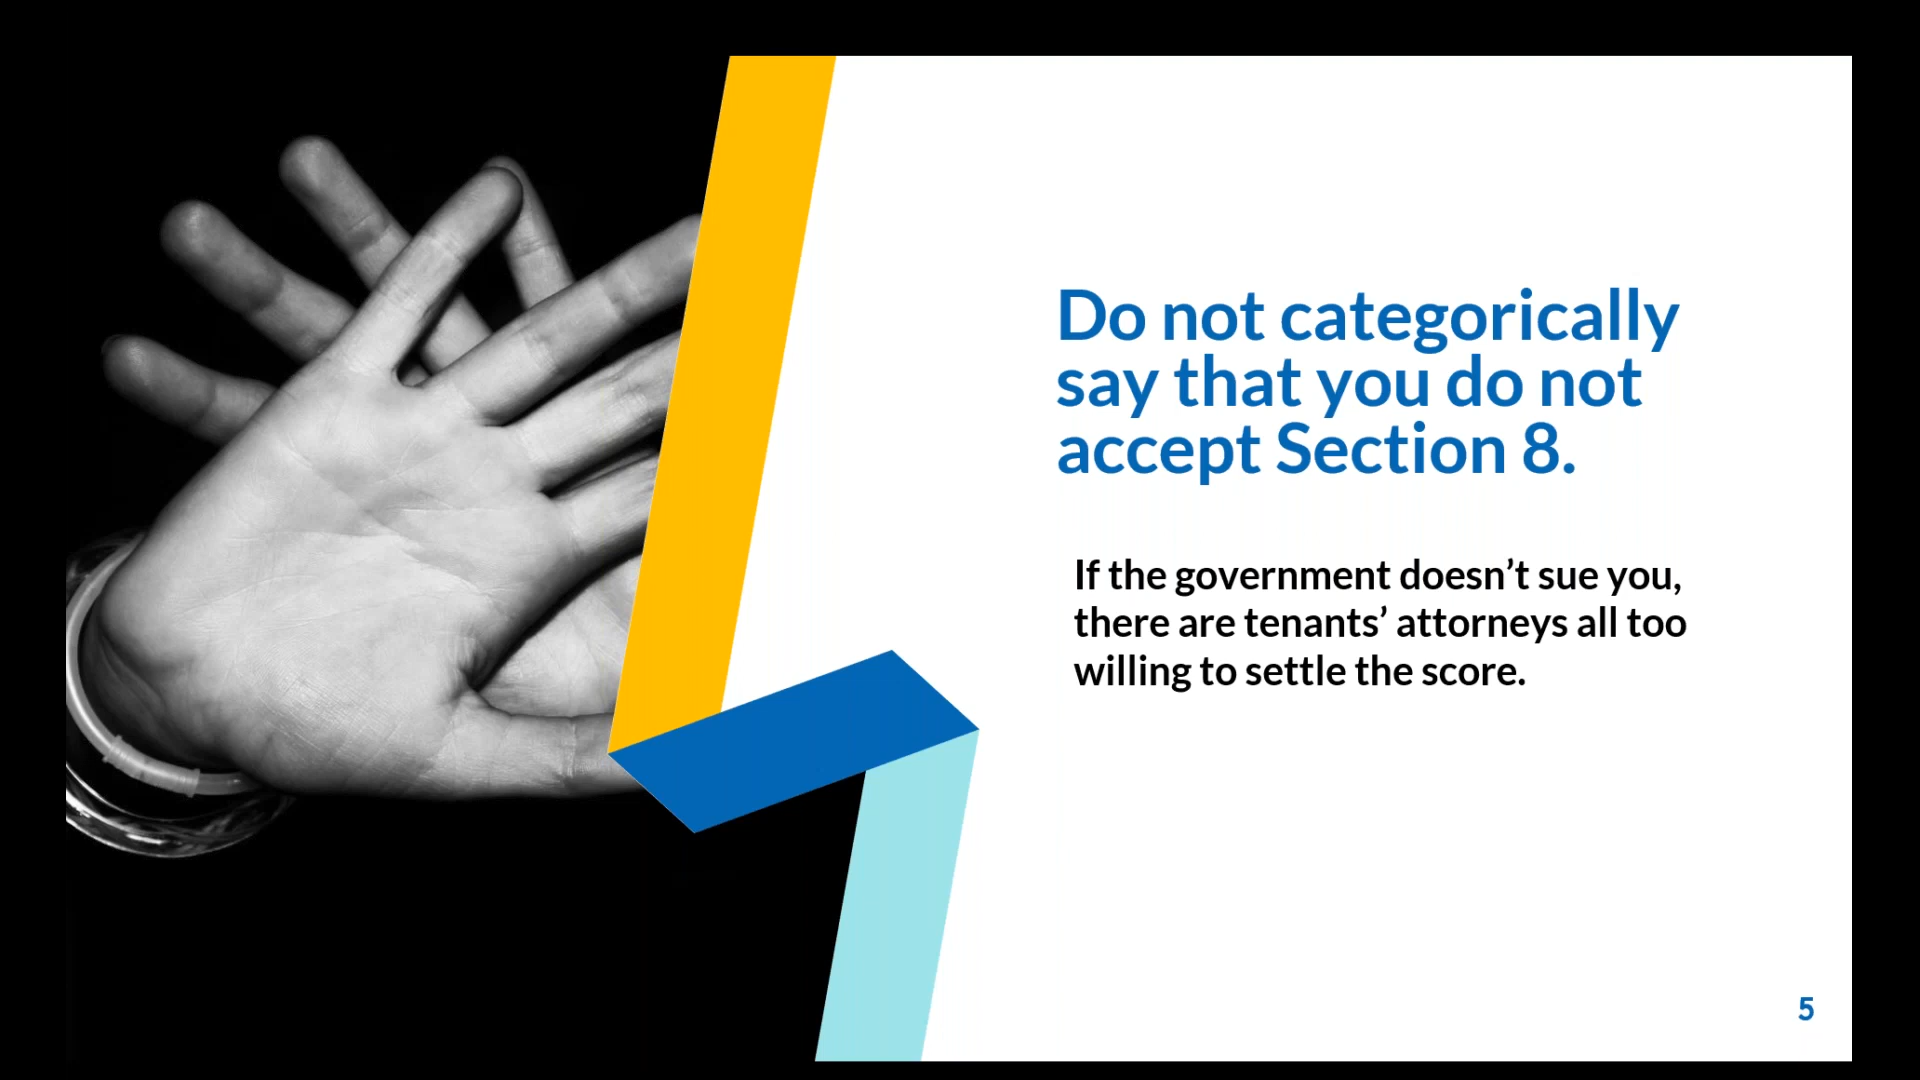 Do not categorically
say that you do not
accept Section 8.
If the government doesn’t sue you,
there are tenants’ attorneys all too
willing to settle the score.
5